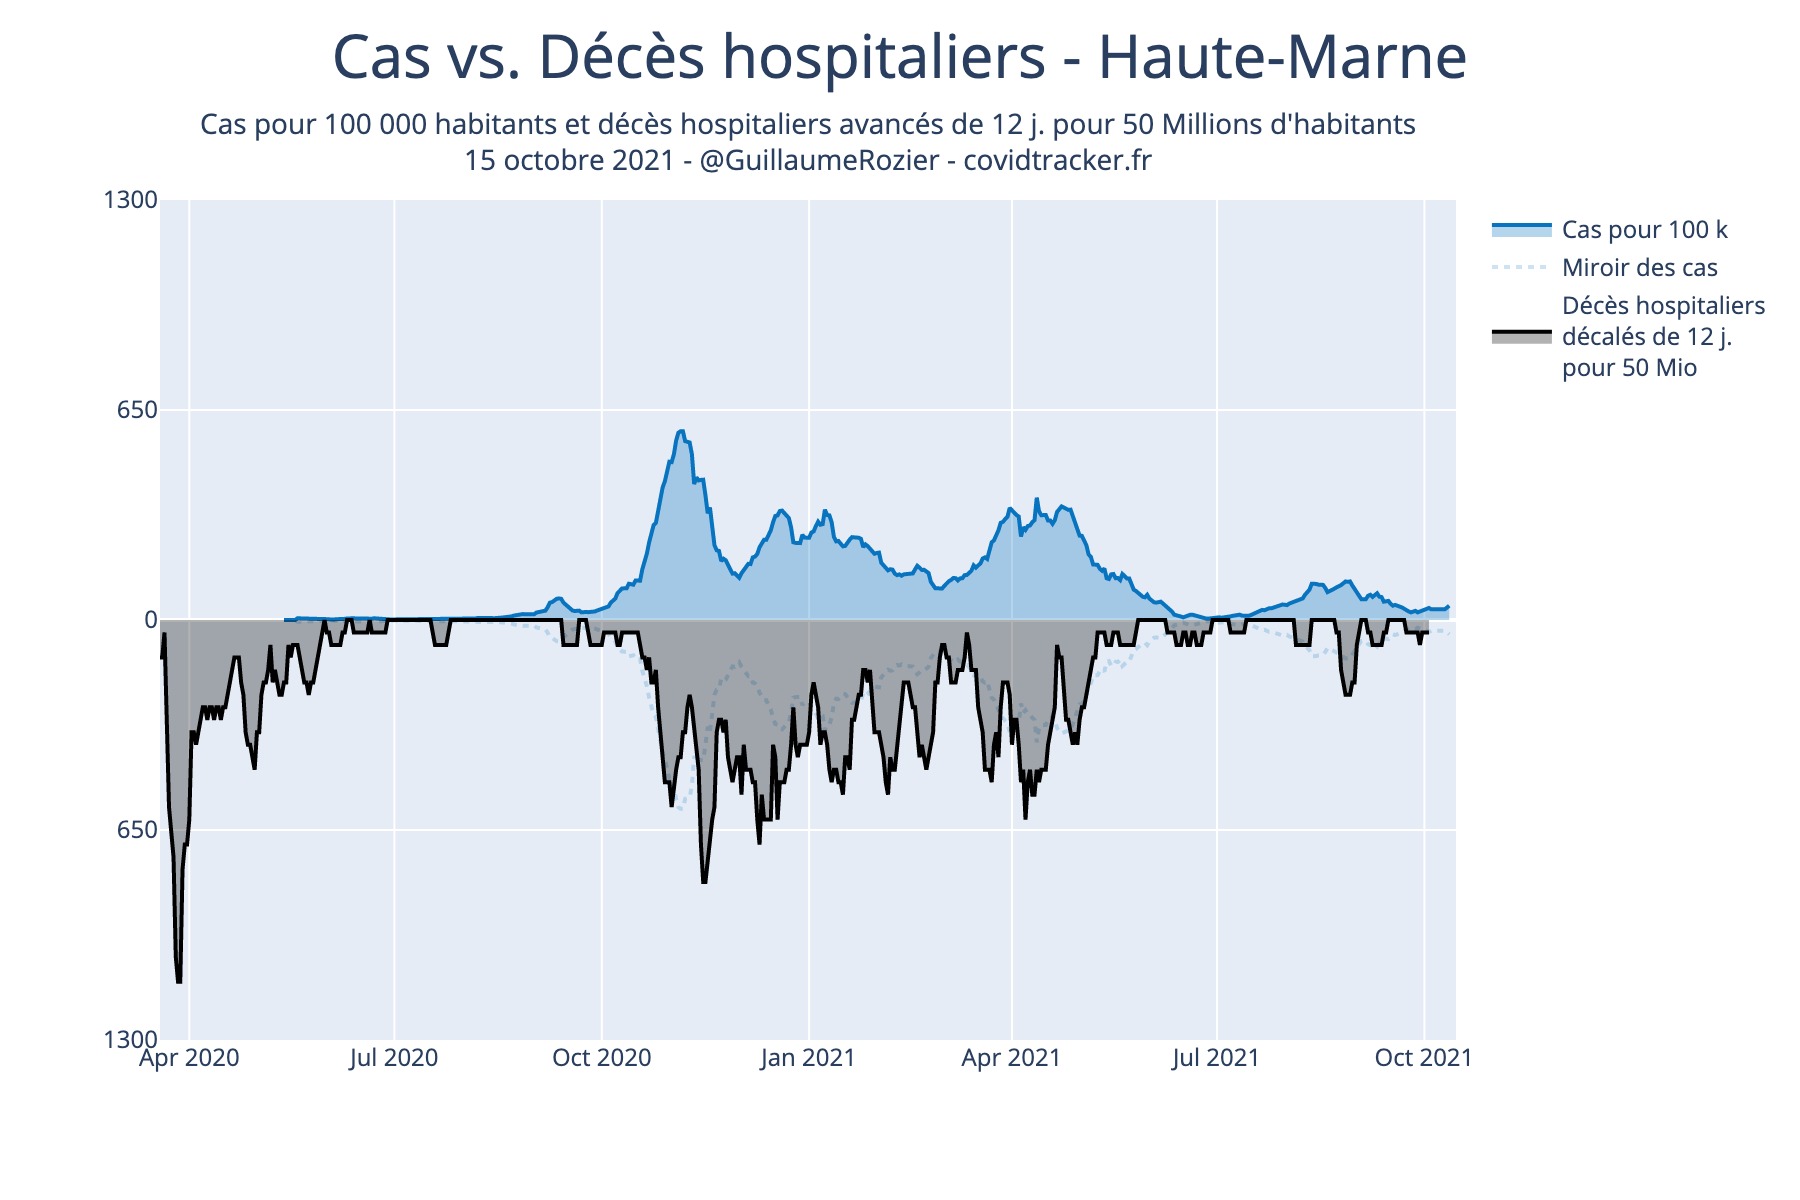 Cas vs. Décès hospitaliers - Haute-Marne
Cas pour 100 000 habitants et décès hospitaliers avancés de 12 j. pour 50 Millions d'habitants
15 octobre 2021 - @GuillaumeRozier - covidtracker.fr
1300
650
0
650
1300
Apr 2020
Jul 2020
Oct 2020
Jan 2021
Apr 2021
Jul 2021
Oct 2021
Cas pour 100 k
Miroir des cas
Décès hospitaliers
décalés de 12 j.
pour 50 Mio